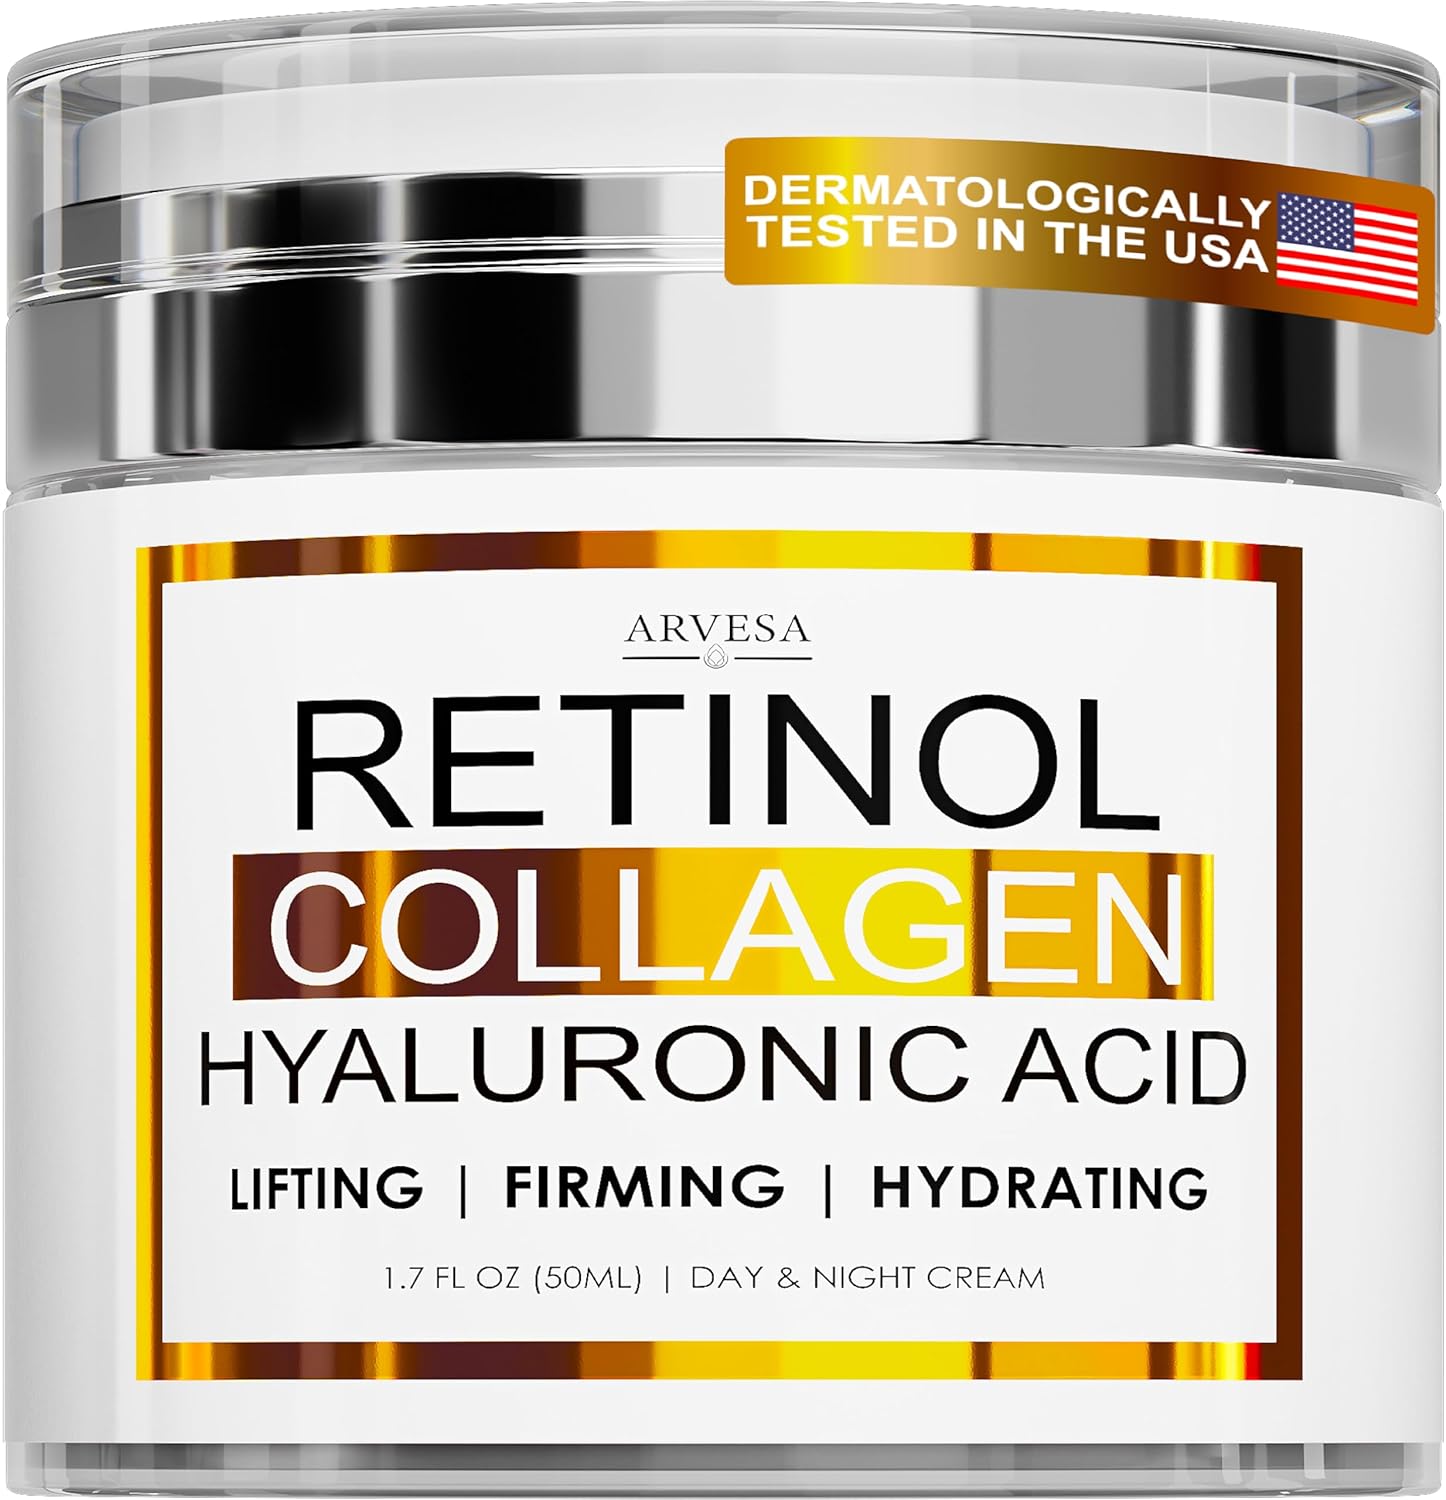 DERMATOLOGICALLY
TESTED IN THE USA
ARVESA
RETINOL
COLLAGEN
HYALURONIC ACID
LIFTING | FIRMING | HYDRATING
1.7 FL OZ (50ML) | DAY & NIGHT CREAM